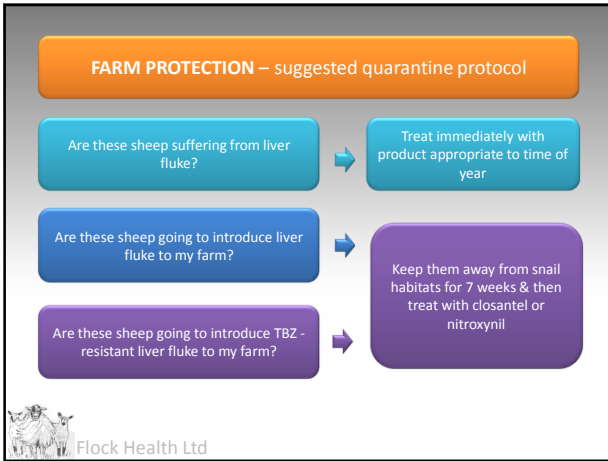 FARM PROTECTION – suggested quarantine protocol
Are these sheep suffering from liver
fluke?
Treat immediately with
product appropriate to time of
year
Are these sheep going to introduce liver
fluke to my farm?
Keep them away from snail
habitats for 7 weeks & then
treat with closantel or
nitroxynil
Are these sheep going to introduce TBZ -
resistant liver fluke to my farm?
Flock Health Ltd